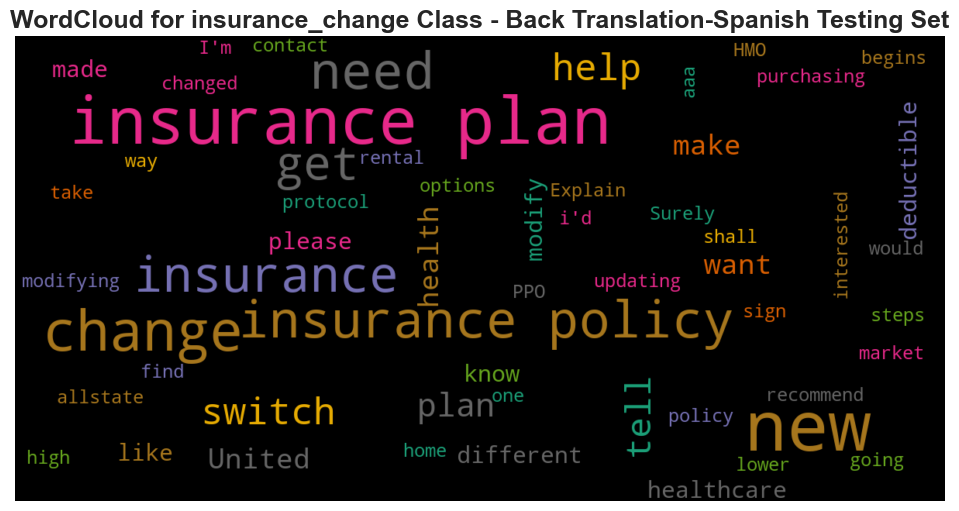 WordCloud for insurance_change Class - Back Translation-Spanish Testing Set
I'm
contact
HMO
begins
made
changed
need
help
aaa
purchasing
insurance plan
deductible
way
get
rental
make
take
protocol
options
modify
Explain
i'd
Surely
interested
please
health
shall
would
modifying
insurance
PPO
updating
want
change
insurance policy
sign
steps
market
find
know
allstate
switch
plan
one
tell
policy
recommend
new
high
like
United
home
different
lower
going
healthcare